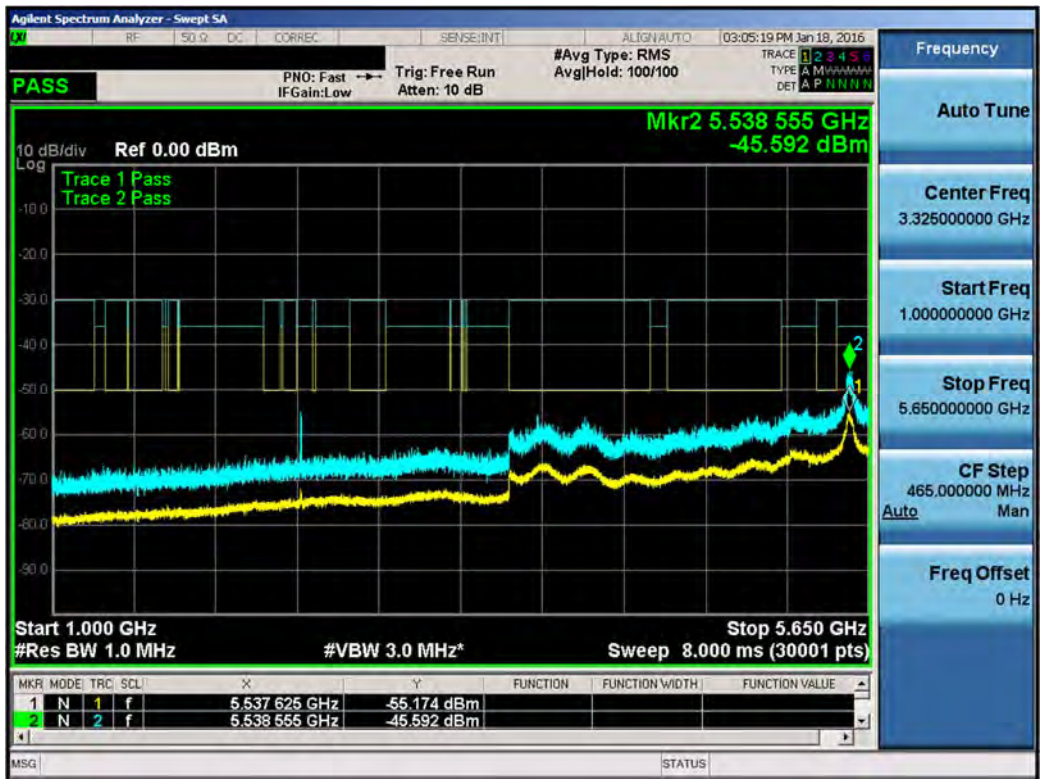 Agilent Spectrum Analyzer - Swept SA
RF 50 Ω DC CORREC SENSE:INT ALIGN AUTO 03:05:19 PM Jan 18, 2016
PASS
PNO: Fast
IFGain:Low
Trig: Free Run
Atten: 10 dB
#Avg Type: RMS
Avg|Hold: 100/100
TRACE 1 2 3 4 5 6
TYPE A M
DET A P N N N N
Frequency
Mkr2 5.538 555 GHz
-45.592 dBm
10 dB/div Ref 0.00 dBm
Log
Trace 1 Pass
Trace 2 Pass
-10.0
-20.0
-30.0
-40.0
-50.0
-60.0
-70.0
-80.0
-90.0
2
1
Start 1.000 GHz Stop 5.650 GHz
#Res BW 1.0 MHz #VBW 3.0 MHz* Sweep 8.000 ms (30001 pts)
MKR MODE TRC SCL X Y FUNCTION FUNCTION WIDTH FUNCTION VALUE
1 N 1 f 5.537 625 GHz -55.174 dBm
2 N 2 f 5.538 555 GHz -45.592 dBm
MSG STATUS
Auto Tune
Center Freq
3.325000000 GHz
Start Freq
1.000000000 GHz
Stop Freq
5.650000000 GHz
CF Step
465.000000 MHz
Auto Man
Freq Offset
0 Hz